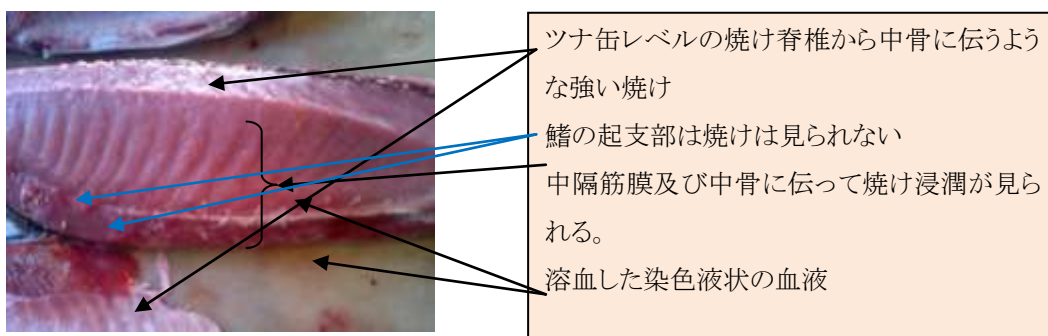 ツナ缶レベルの焼け脊椎から中骨に伝うよう
な強い焼け
鰭の起支部は焼けは見られない
中隔筋膜及び中骨に伝って焼け浸潤が見ら
れる。
溶血した染色液状の血液